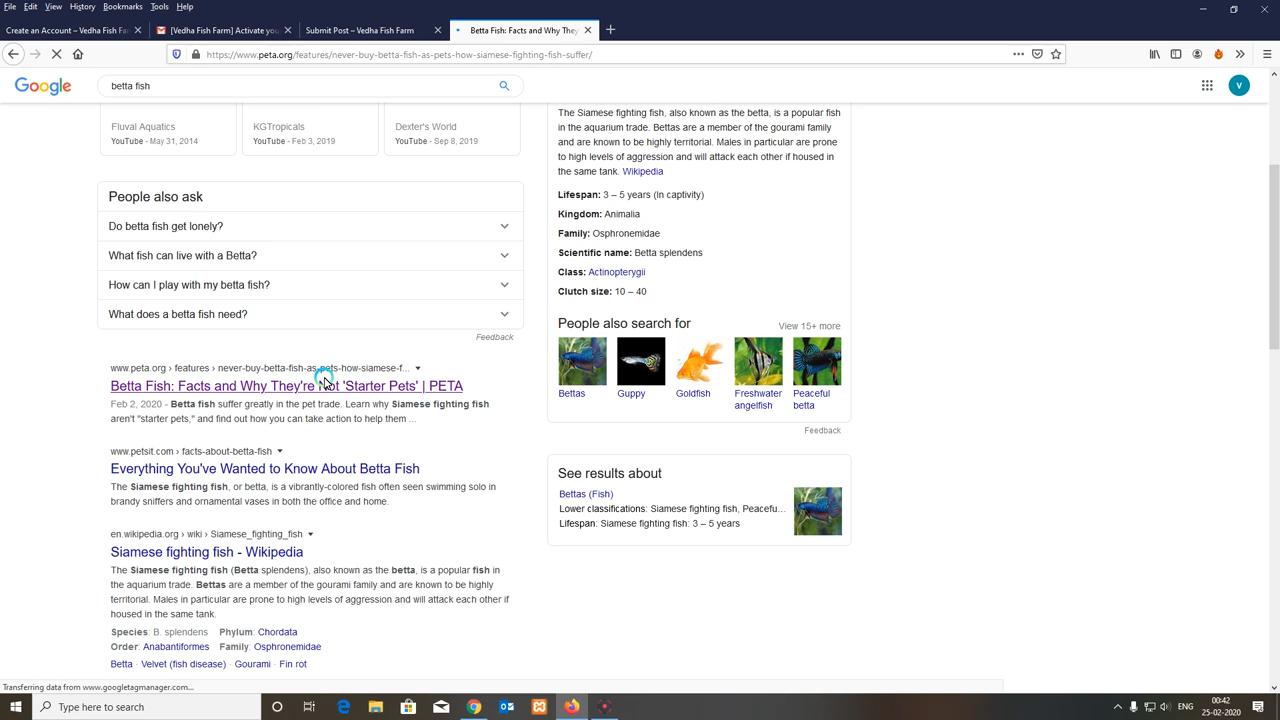 File Edit View History Bookmarks Tools Help
Create an Account – Vedha Fish Fa
[Vedha Fish Farm] Activate you
Submit Post – Vedha Fish Farm
Betta Fish: Facts and Why They'
https://www.peta.org/features/never-buy-betta-fish-as-pets-how-siamese-fighting-fish-suffer/
Google
betta fish
V
Fluval Aquatics
YouTube - May 31, 2014
KGTropicals
YouTube - Feb 3, 2019
Dexter's World
YouTube - Sep 8, 2019
People also ask
Do betta fish get lonely?
What fish can live with a Betta?
How can I play with my betta fish?
What does a betta fish need?
Feedback
www.peta.org › features › never-buy-betta-fish-as-pets-how-siamese-f...
Betta Fish: Facts and Why They're Not 'Starter Pets' | PETA
Feb 2, 2020 - Betta fish suffer greatly in the pet trade. Learn why Siamese fighting fish
aren't "starter pets," and find out how you can take action to help them ...
www.petsit.com › facts-about-betta-fish
Everything You've Wanted to Know About Betta Fish
The Siamese fighting fish, or betta, is a vibrantly-colored fish often seen swimming solo in
brandy sniffers and ornamental vases in both the office and home.
en.wikipedia.org › wiki › Siamese_fighting_fish
Siamese fighting fish - Wikipedia
The Siamese fighting fish (Betta splendens), also known as the betta, is a popular fish in
the aquarium trade. Bettas are a member of the gourami family and are known to be highly
territorial. Males in particular are prone to high levels of aggression and will attack each other if
housed in the same tank.
Species: B. splendens Phylum: Chordata
Order: Anabantiformes Family: Osphronemidae
Betta · Velvet (fish disease) · Gourami · Fin rot
The Siamese fighting fish, also known as the betta, is a popular fish
in the aquarium trade. Bettas are a member of the gourami family
and are known to be highly territorial. Males in particular are prone
to high levels of aggression and will attack each other if housed in
the same tank. Wikipedia
Lifespan: 3 – 5 years (In captivity)
Kingdom: Animalia
Family: Osphronemidae
Scientific name: Betta splendens
Class: Actinopterygii
Clutch size: 10 – 40
People also search for
View 15+ more
Bettas
Guppy
Goldfish
Freshwater
angelfish
Peaceful
betta
Feedback
See results about
Bettas (Fish)
Lower classifications: Siamese fighting fish, Peacefu...
Lifespan: Siamese fighting fish: 3 – 5 years
Transferring data from www.googletagmanager.com...
Type here to search
ENG
00:42
25-02-2020